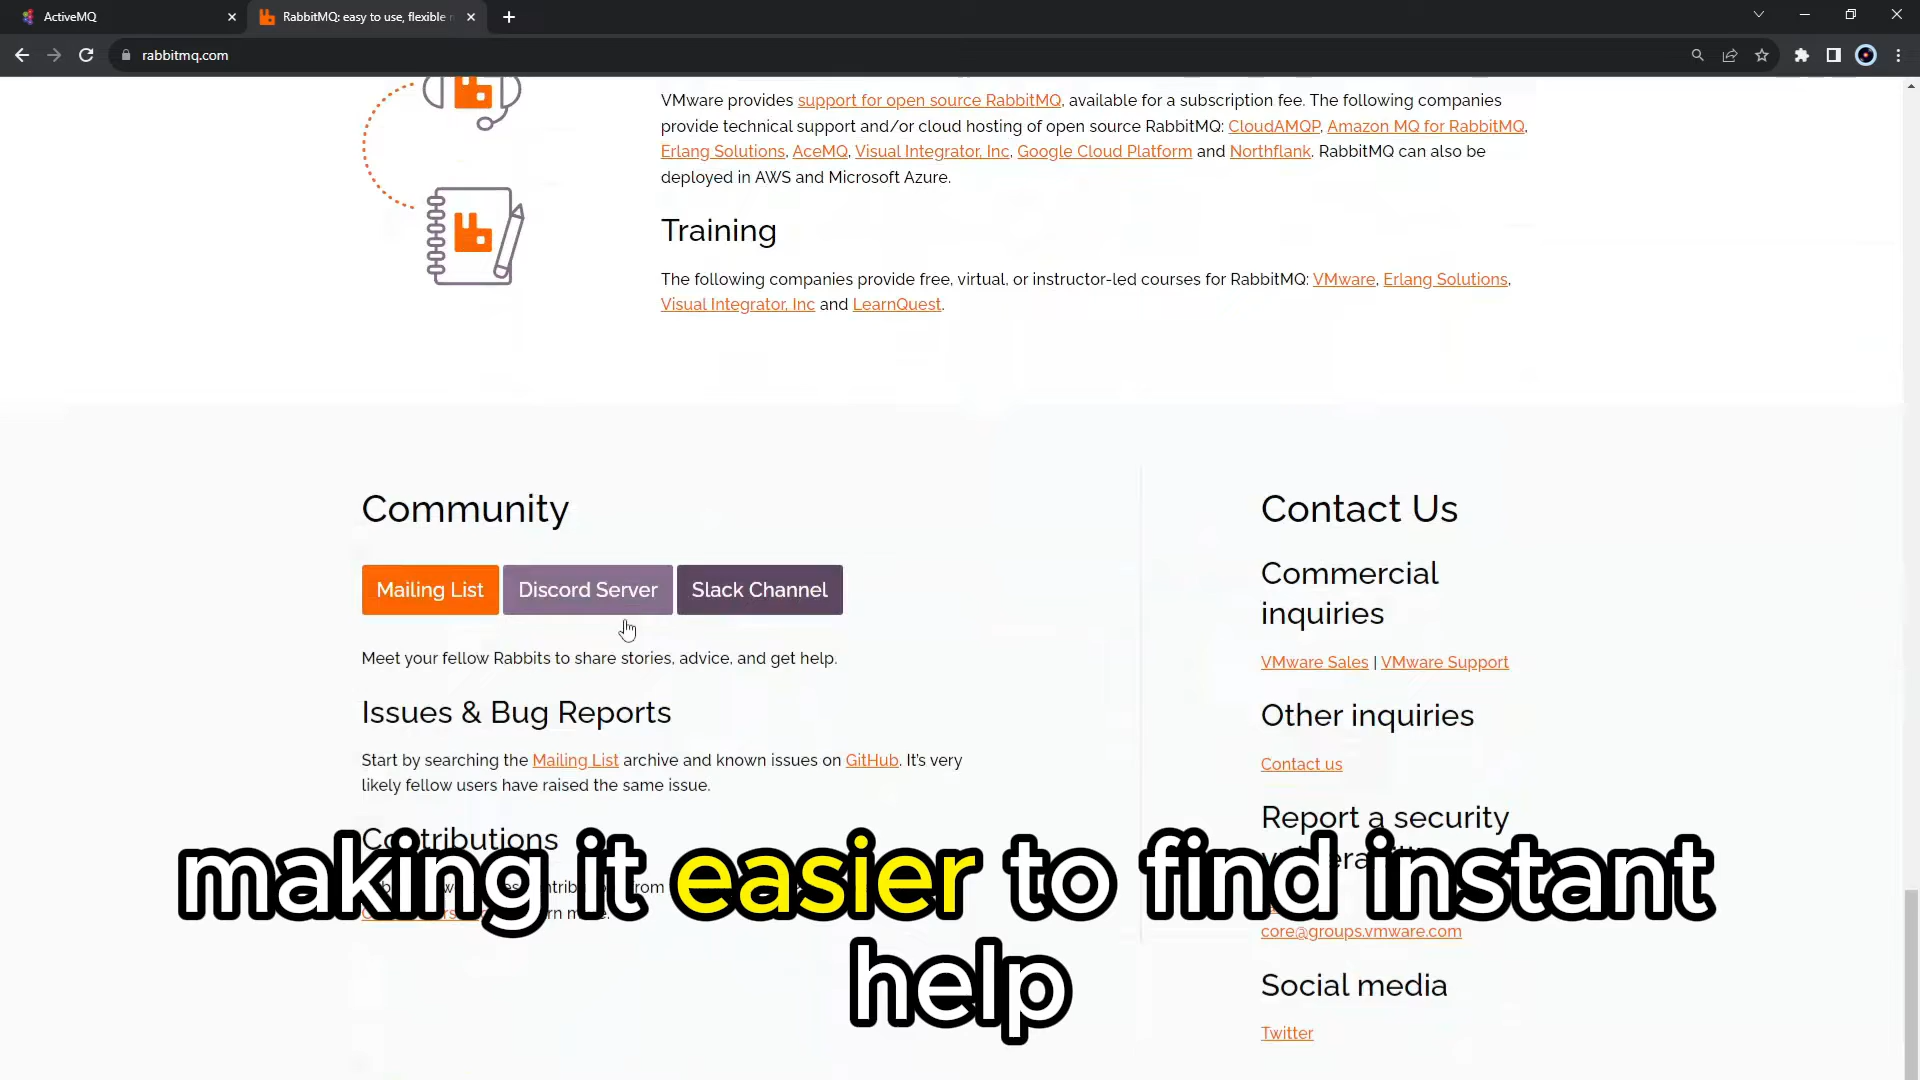 ActiveMQ
RabbitMQ: easy to use, flexible
rabbitmq.com
VMware provides support for open source RabbitMQ, available for a subscription fee. The following companies
provide technical support and/or cloud hosting of open source RabbitMQ: CloudAMQP, Amazon MQ for RabbitMQ,
Erlang Solutions, AceMQ, Visual Integrator, Inc, Google Cloud Platform and Northflank. RabbitMQ can also be
deployed in AWS and Microsoft Azure.
Training
The following companies provide free, virtual, or instructor-led courses for RabbitMQ: VMware, Erlang Solutions,
Visual Integrator, Inc and LearnQuest.
Community
Mailing List
Discord Server
Slack Channel
Meet your fellow Rabbits to share stories, advice, and get help.
Issues & Bug Reports
Start by searching the Mailing List archive and known issues on GitHub. It's very
likely fellow users have raised the same issue.
Contributions
Contact Us
Commercial
inquiries
VMware Sales | VMware Support
Other inquiries
Contact us
Report a security
core@groups.vmware.com
Social media
Twitter
making it easier to find instant
help